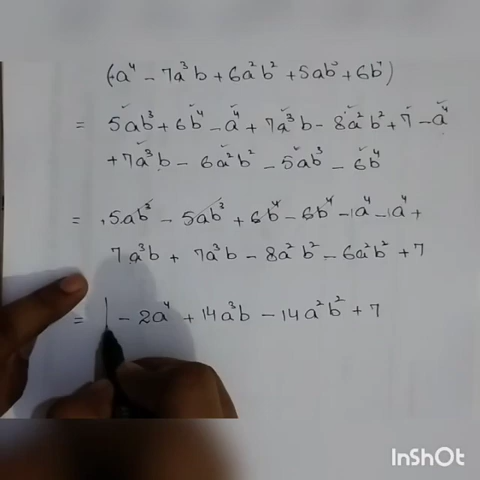 (a⁴ - 7a³b + 6a²b² + 5ab³ + 6b⁴)
= 5ab³ + 6b⁴ - a⁴ + 7a³b - 8a²b² + 7 - a⁴
+ 7a³b - 6a²b² - 5ab³ - 6b⁴
= 5ab³ - 5ab³ + 6b⁴ - 6b⁴ - 1a⁴ - 1a⁴ +
7a³b + 7a³b - 8a²b² - 6a²b² + 7
= - 2a⁴ + 14a³b - 14a²b² + 7
InShOt